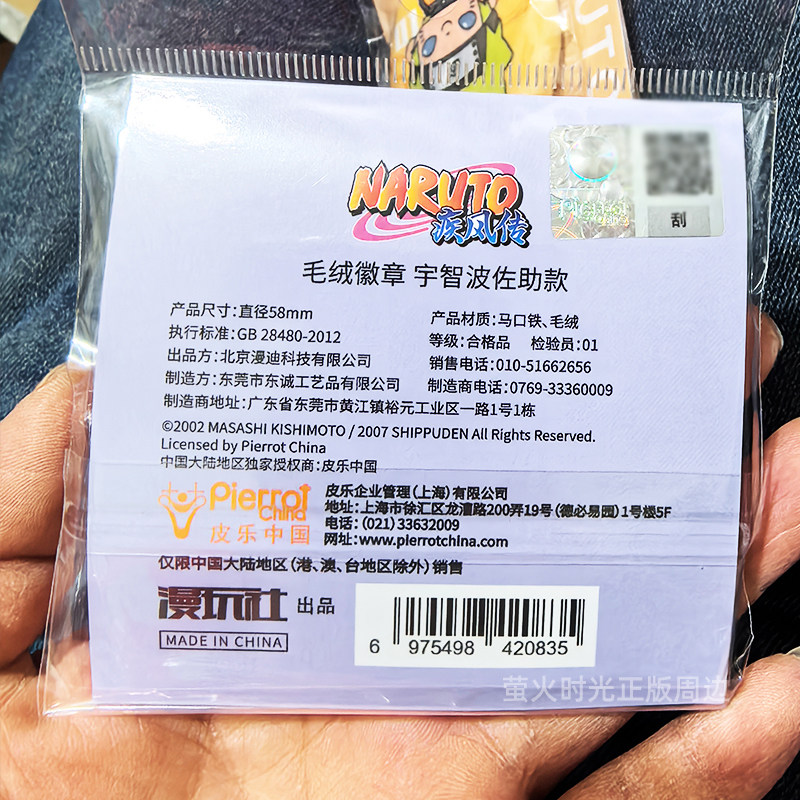 UT
NARUTO
疾风传
刮
毛绒徽章 宇智波佐助款
产品尺寸:直径58mm
产品材质:马口铁、毛绒
执行标准:GB 28480-2012
等级:合格品 检验员:01
出品方:北京漫迪科技有限公司
销售电话:010-51662656
制造方:东莞市东诚工艺品有限公司
制造商电话:0769-33360009
制造商地址:广东省东莞市黄江镇裕元工业区一路1号1栋
©2002 MASASHI KISHIMOTO / 2007 SHIPPUDEN All Rights Reserved.
Licensed by Pierrot China
中国大陆地区独家授权商:皮乐中国
Pierrot
China
皮乐中国
皮乐企业管理(上海)有限公司
地址:上海市徐汇区龙漕路200弄19号(德必易园)1号楼5F
电话:(021)33632009
网址:www.pierrotchina.com
仅限中国大陆地区(港、澳、台地区除外)销售
漫玩社 出品
MADE IN CHINA
6 975498 420835
萤火时光正版周边